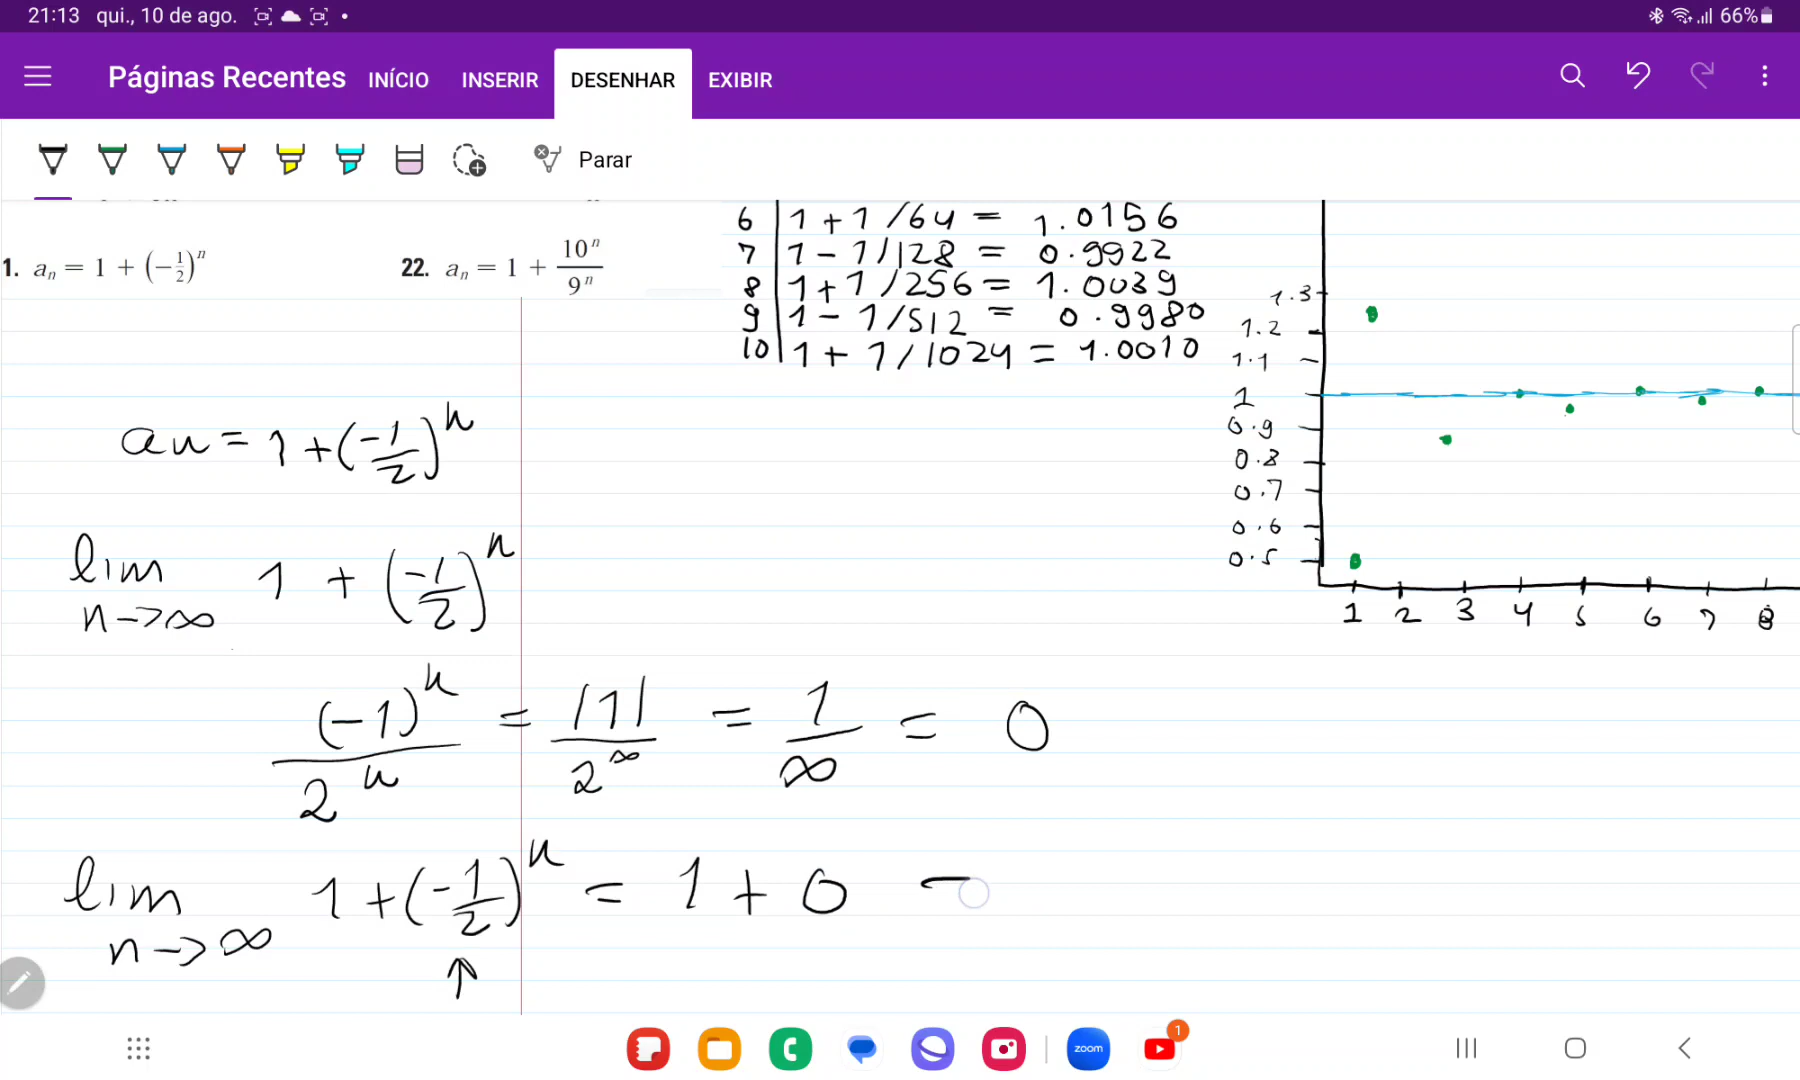 21:13 qui., 10 de ago. 66%
Páginas Recentes INÍCIO INSERIR DESENHAR EXIBIR
Parar
1. aₙ = 1 + (−1/2)ⁿ
22. aₙ = 1 + 10ⁿ/9ⁿ
6 | 1 + 1/64 = 1.0156
7 | 1 − 1/128 = 0.9922
8 | 1 + 1/256 = 1.0039
9 | 1 − 1/512 = 0.9980
10 | 1 + 1/1024 = 1.0010
1.3
1.2
1.1
1
0.9
0.8
0.7
0.6
0.5
1 2 3 4 5 6 7 8
an = 1 + (−1/2)ⁿ
lim n→∞ 1 + (−1/2)ⁿ
(−1)ⁿ/2ⁿ = |1|/2^∞ = 1/∞ = 0
lim n→∞ 1 + (−1/2)ⁿ = 1 + 0
↑
zoom
1